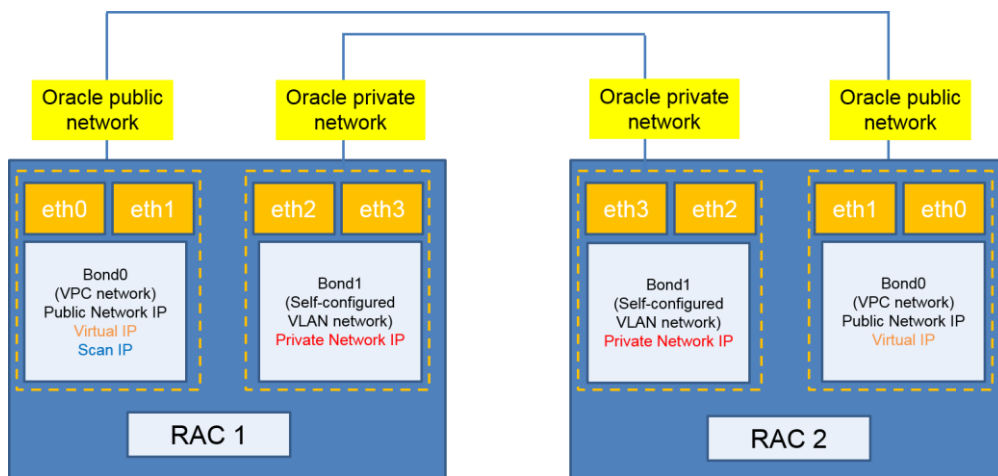 Oracle public
network
Oracle private
network
Oracle private
network
Oracle public
network
eth0
eth1
eth2
eth3
eth3
eth2
eth1
eth0
Bond0
(VPC network)
Public Network IP
Virtual IP
Scan IP
Bond1
(Self-configured
VLAN network)
Private Network IP
Bond1
(Self-configured
VLAN network)
Private Network IP
Bond0
(VPC network)
Public Network IP
Virtual IP
RAC 1
RAC 2